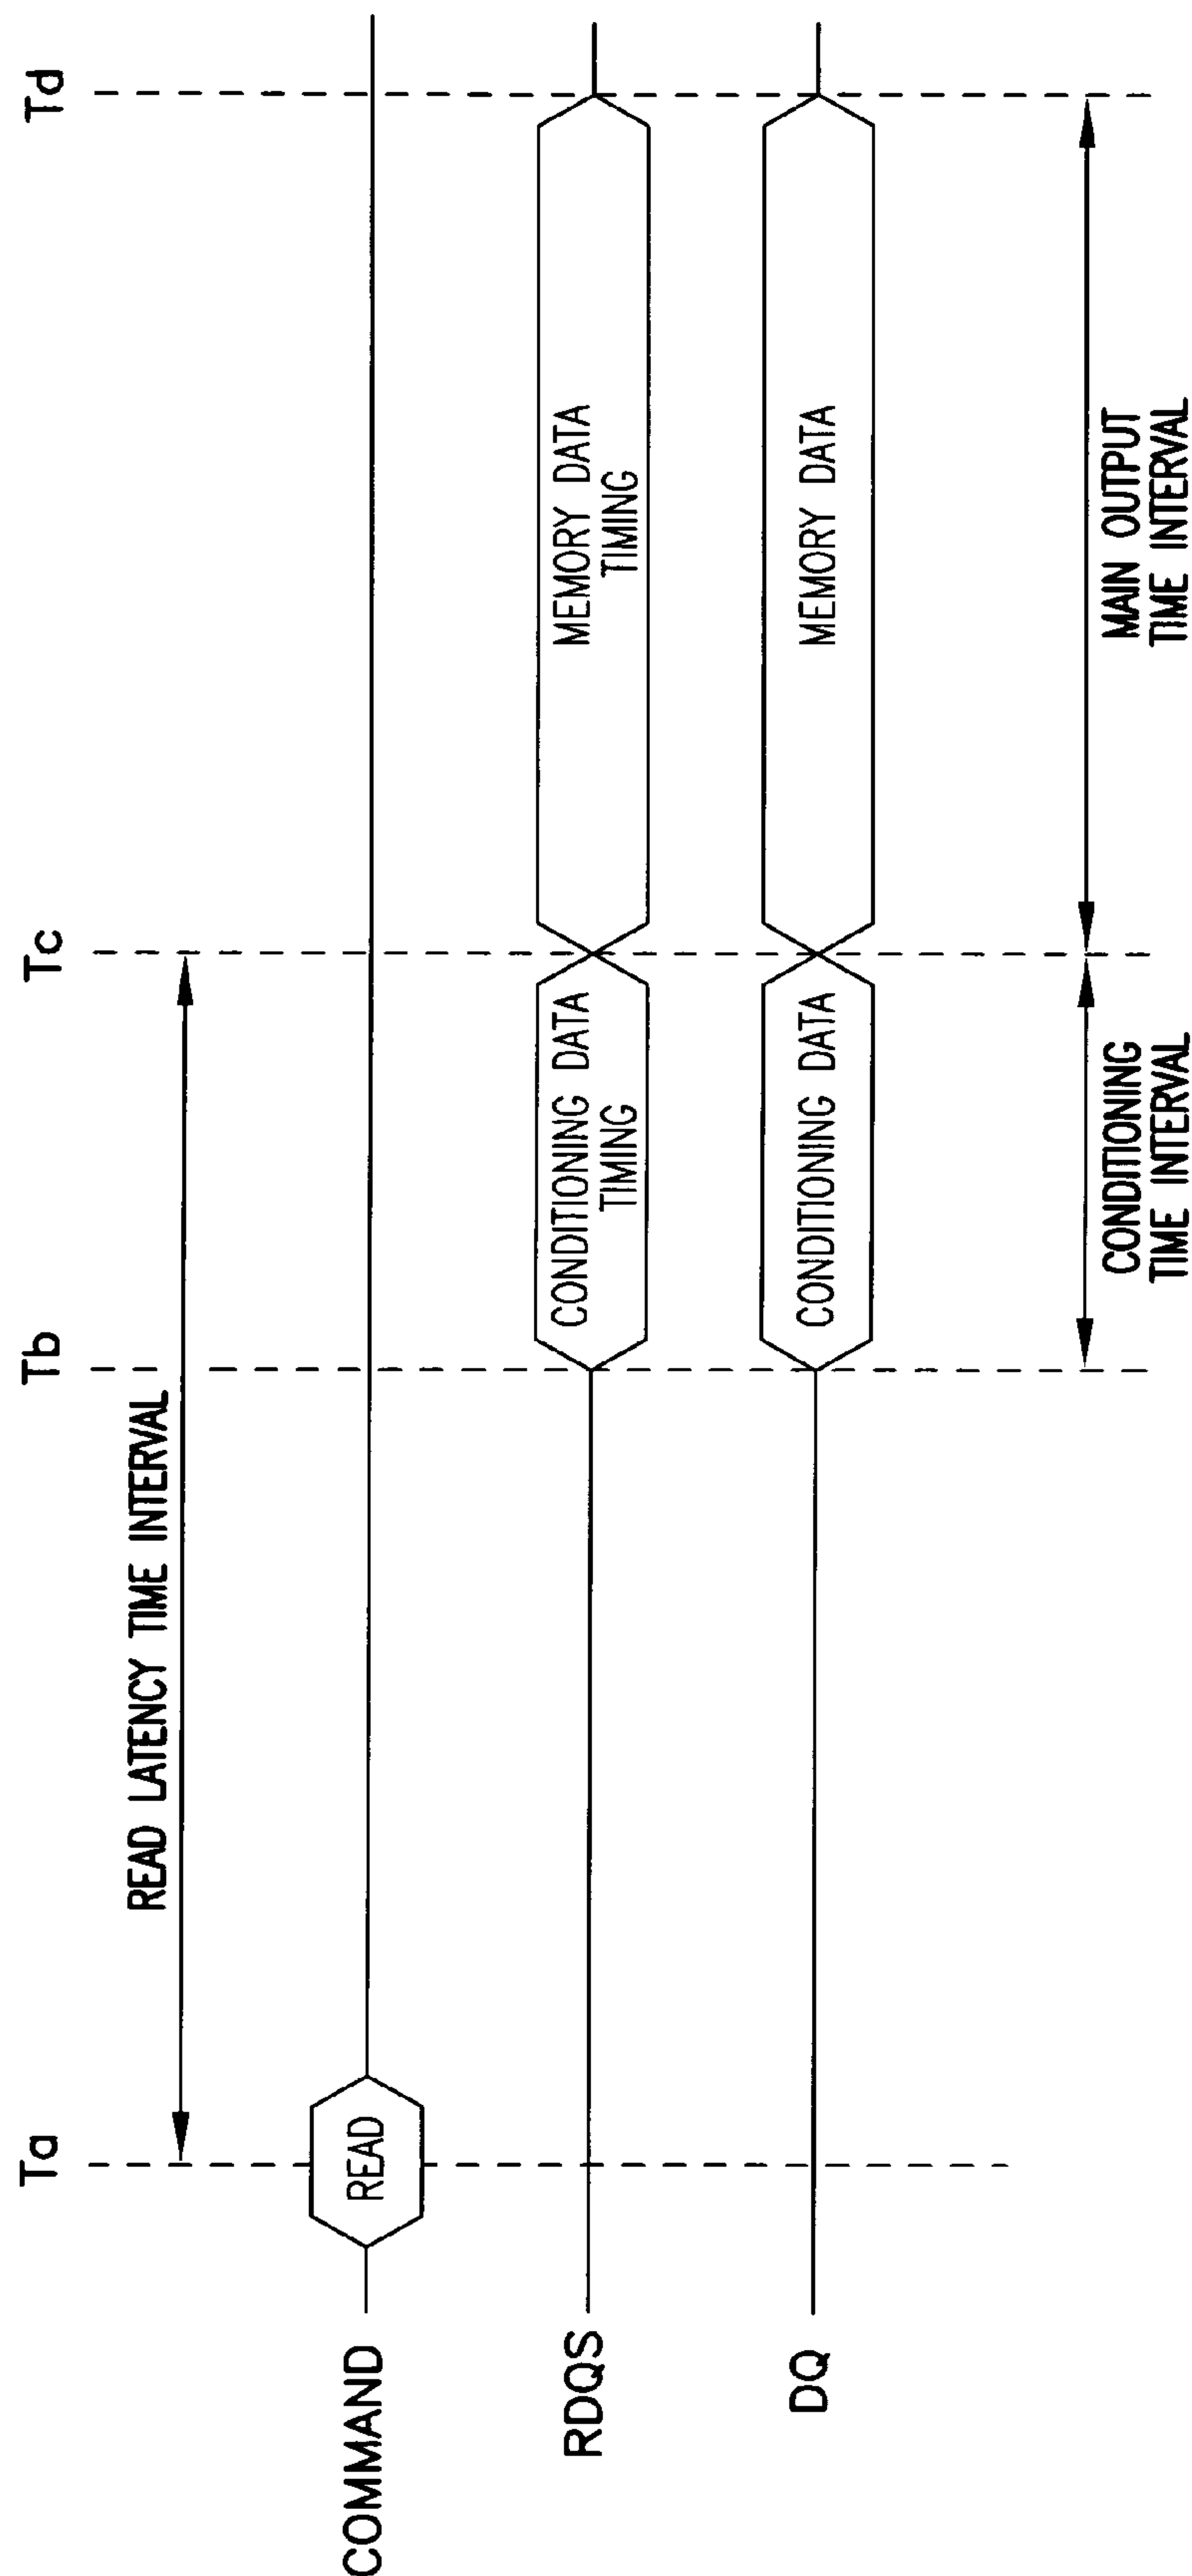 Ta
Tb
Tc
Td
READ LATENCY TIME INTERVAL
COMMAND
READ
RDQS
CONDITIONING DATA
TIMING
MEMORY DATA
TIMING
DQ
CONDITIONING DATA
MEMORY DATA
CONDITIONING
TIME INTERVAL
MAIN OUTPUT
TIME INTERVAL